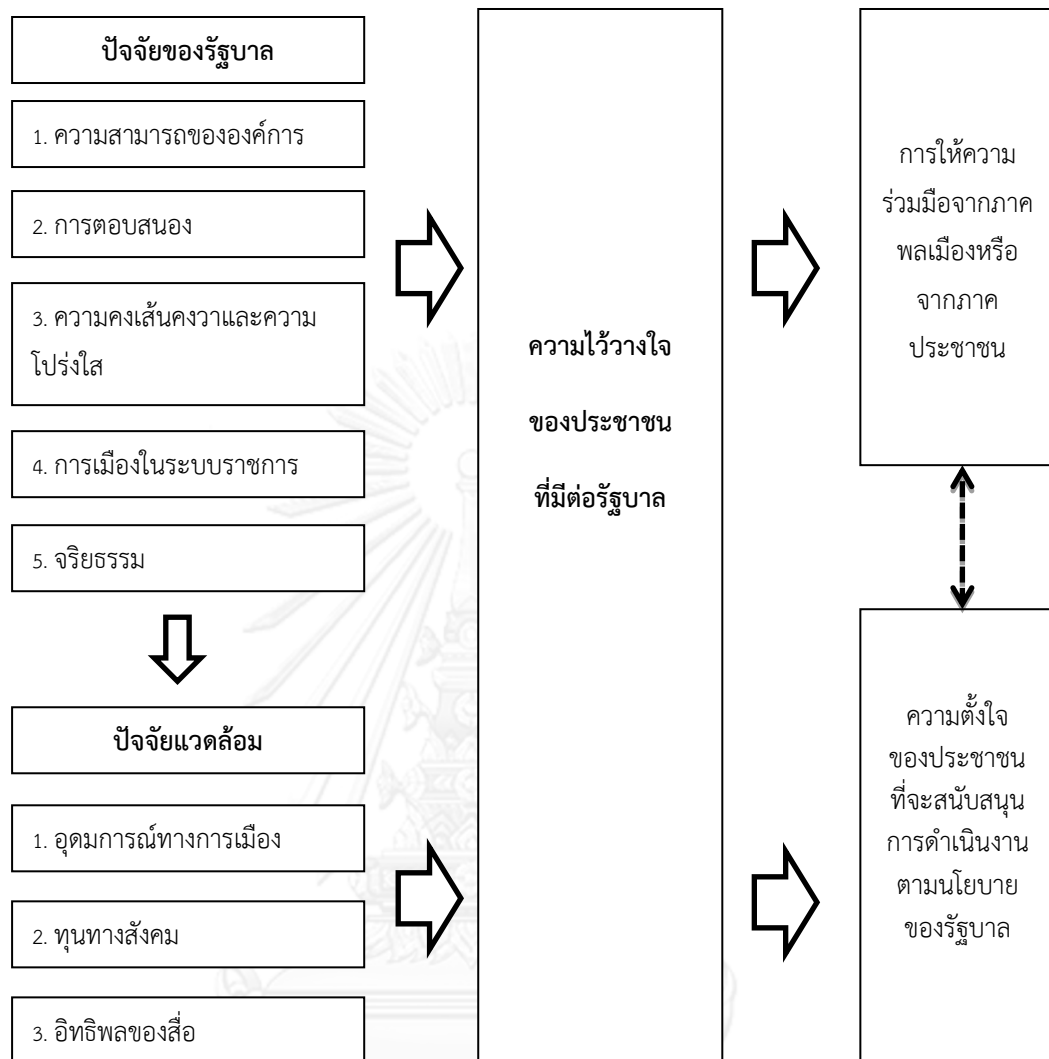 ปัจจัยของรัฐบาล
1. ความสามารถขององค์การ
2. การตอบสนอง
3. ความคงเส้นคงวาและความ
โปร่งใส
4. การเมืองในระบบราชการ
5. จริยธรรม
ปัจจัยแวดล้อม
1. อุดมการณ์ทางการเมือง
2. ทุนทางสังคม
3. อิทธิพลของสื่อ
ความไว้วางใจ
ของประชาชน
ที่มีต่อรัฐบาล
การให้ความ
ร่วมมือจากภาค
พลเมืองหรือ
จากภาค
ประชาชน
ความตั้งใจ
ของประชาชน
ที่จะสนับสนุน
การดำเนินงาน
ตามนโยบาย
ของรัฐบาล